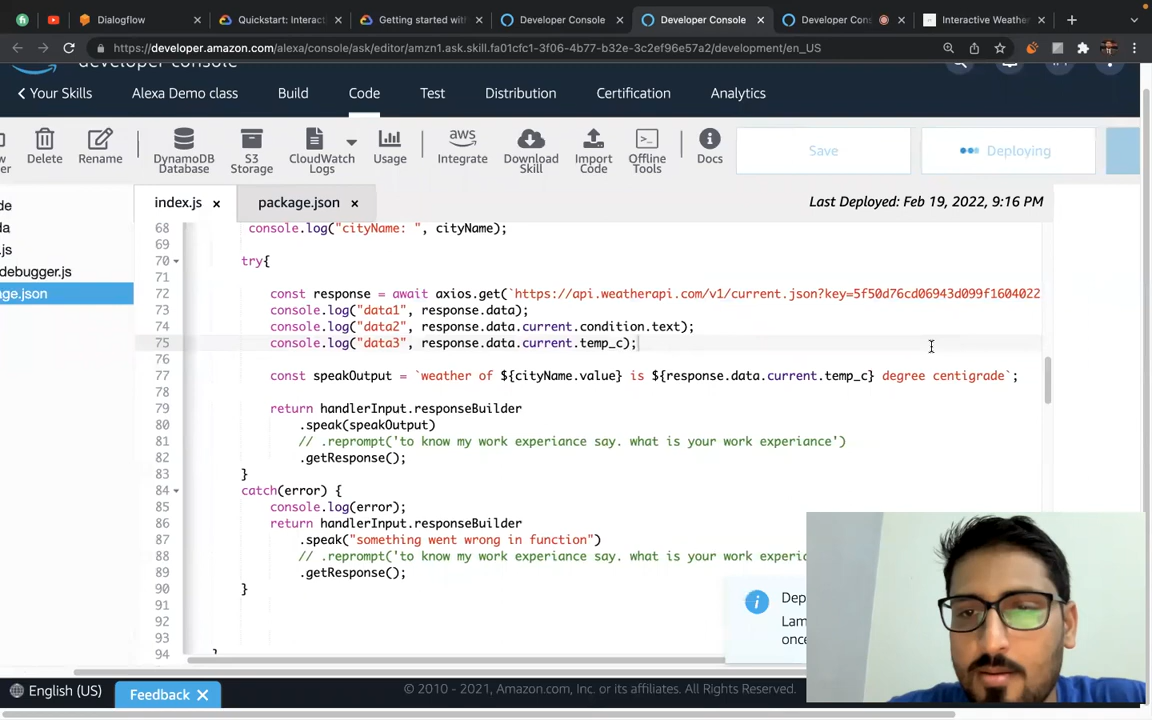 Dialogflow
Quickstart: Interac
Getting started wit
Developer Console
Developer Console
Developer Con
Interactive Weathe
https://developer.amazon.com/alexa/console/ask/editor/amzn1.ask.skill.fa01cfc1-3f06-4b77-b32e-3c2ef96e57a2/development/en_US
developer console
Your Skills
Alexa Demo class
Build
Code
Test
Distribution
Certification
Analytics
Delete
Rename
DynamoDB
Database
S3
Storage
CloudWatch
Logs
Usage
aws
Integrate
Download
Skill
Import
Code
Offline
Tools
Docs
Save
Deploying
index.js
package.json
Last Deployed: Feb 19, 2022, 9:16 PM
de
da
.js
debugger.js
ge.json
68 console.log("cityName: ", cityName);
69
70 try{
71
72 const response = await axios.get(`https://api.weatherapi.com/v1/current.json?key=5f50d76cd06943d099f1604022
73 console.log("data1", response.data);
74 console.log("data2", response.data.current.condition.text);
75 console.log("data3", response.data.current.temp_c);
76
77 const speakOutput = `weather of ${cityName.value} is ${response.data.current.temp_c} degree centigrade`;
78
79 return handlerInput.responseBuilder
80 .speak(speakOutput)
81 // .reprompt('to know my work experiance say. what is your work experiance')
82 .getResponse();
83 }
84 catch(error) {
85 console.log(error);
86 return handlerInput.responseBuilder
87 .speak("something went wrong in function")
88 // .reprompt('to know my work experiance say. what is your work experi
89 .getResponse();
90 }
91
92
93
94
Dep
Lam
once
English (US)
Feedback
© 2010 - 2021, Amazon.com, Inc. or its affiliates. All Rights Reserved.